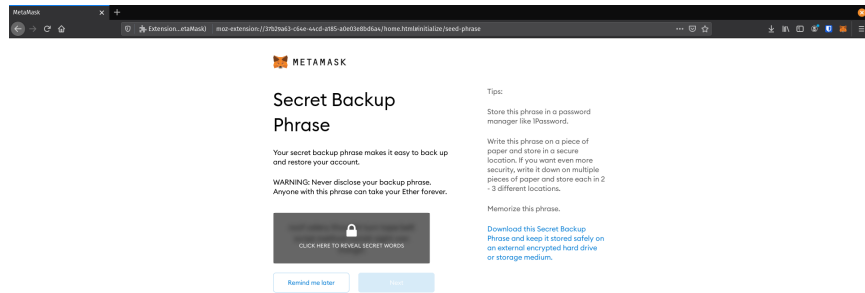 MetaMask
Extension...etaMask)
moz-extension://37b29a63-c64e-44cd-a185-a0e03e8bd6a4/home.html#initialize/seed-phrase
METAMASK
Secret Backup
Phrase
Your secret backup phrase makes it easy to back up
and restore your account.
WARNING: Never disclose your backup phrase.
Anyone with this phrase can take your Ether forever.
CLICK HERE TO REVEAL SECRET WORDS
Remind me later
Next
Tips:
Store this phrase in a password
manager like 1Password.
Write this phrase on a piece of
paper and store in a secure
location. If you want even more
security, write it down on multiple
pieces of paper and store each in 2
- 3 different locations.
Memorize this phrase.
Download this Secret Backup
Phrase and keep it stored safely on
an external encrypted hard drive
or storage medium.